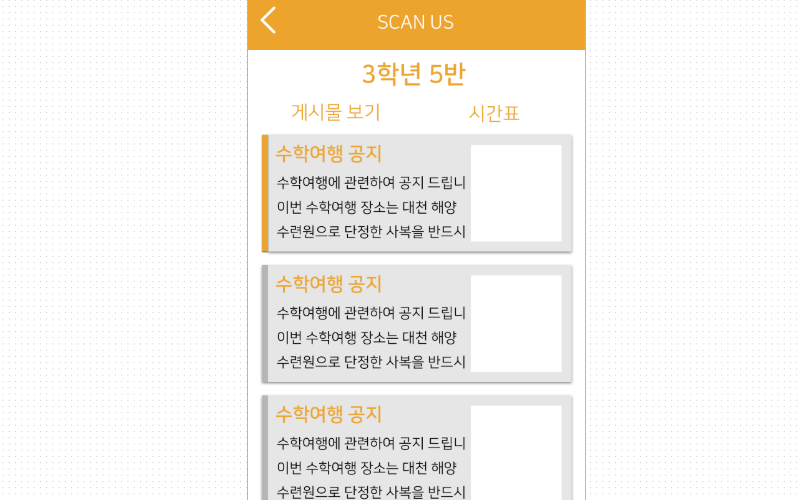 SCAN US
3학년 5반
게시물 보기 시간표
수학여행 공지
수학여행에 관련하여 공지 드립니
이번 수학여행 장소는 대천 해양
수련원으로 단정한 사복을 반드시
수학여행 공지
수학여행에 관련하여 공지 드립니
이번 수학여행 장소는 대천 해양
수련원으로 단정한 사복을 반드시
수학여행 공지
수학여행에 관련하여 공지 드립니
이번 수학여행 장소는 대천 해양
수련원으로 단정한 사복을 반드시